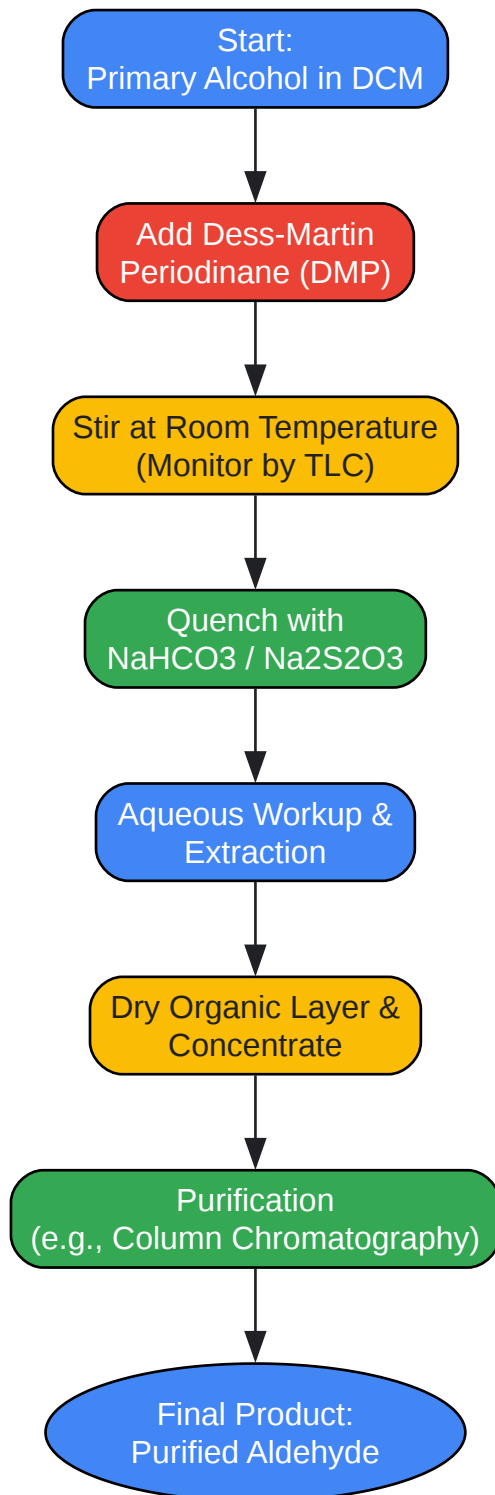 Start:
Primary Alcohol in DCM
Add Dess-Martin
Periodinane (DMP)
Stir at Room Temperature
(Monitor by TLC)
Quench with
NaHCO3 / Na2S2O3
Aqueous Workup &
Extraction
Dry Organic Layer &
Concentrate
Purification
(e.g., Column Chromatography)
Final Product:
Purified Aldehyde